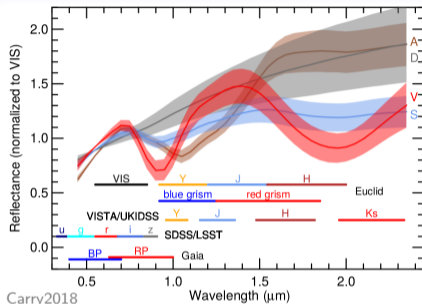 Reflectance (normalized to VIS)
2.0
1.5
1.0
0.5
0.0
A
D
V
S
VIS
Y
J
H
blue grism
red grism
Euclid
VISTA/UKIDSS
Y
J
H
Ks
u
g
r
i
z
SDSS/LSST
BP
RP
Gaia
0.5
1.0
1.5
2.0
Wavelength (μm)
Carry2018